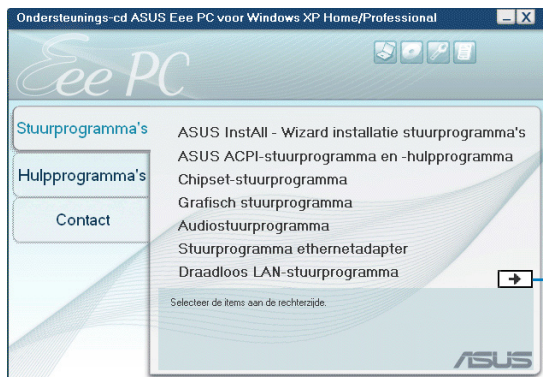 Ondersteunings-cd ASUS Eee PC voor Windows XP Home/Professional
Eee PC
Stuurprogramma's
Hulpprogramma's
Contact
ASUS InstAll - Wizard installatie stuurprogramma's
ASUS ACPI-stuurprogramma en -hulpprogramma
Chipset-stuurprogramma
Grafisch stuurprogramma
Audiostuurprogramma
Stuurprogramma ethernetadapter
Draadloos LAN-stuurprogramma
Selecteer de items aan de rechterzijde.
ASUS